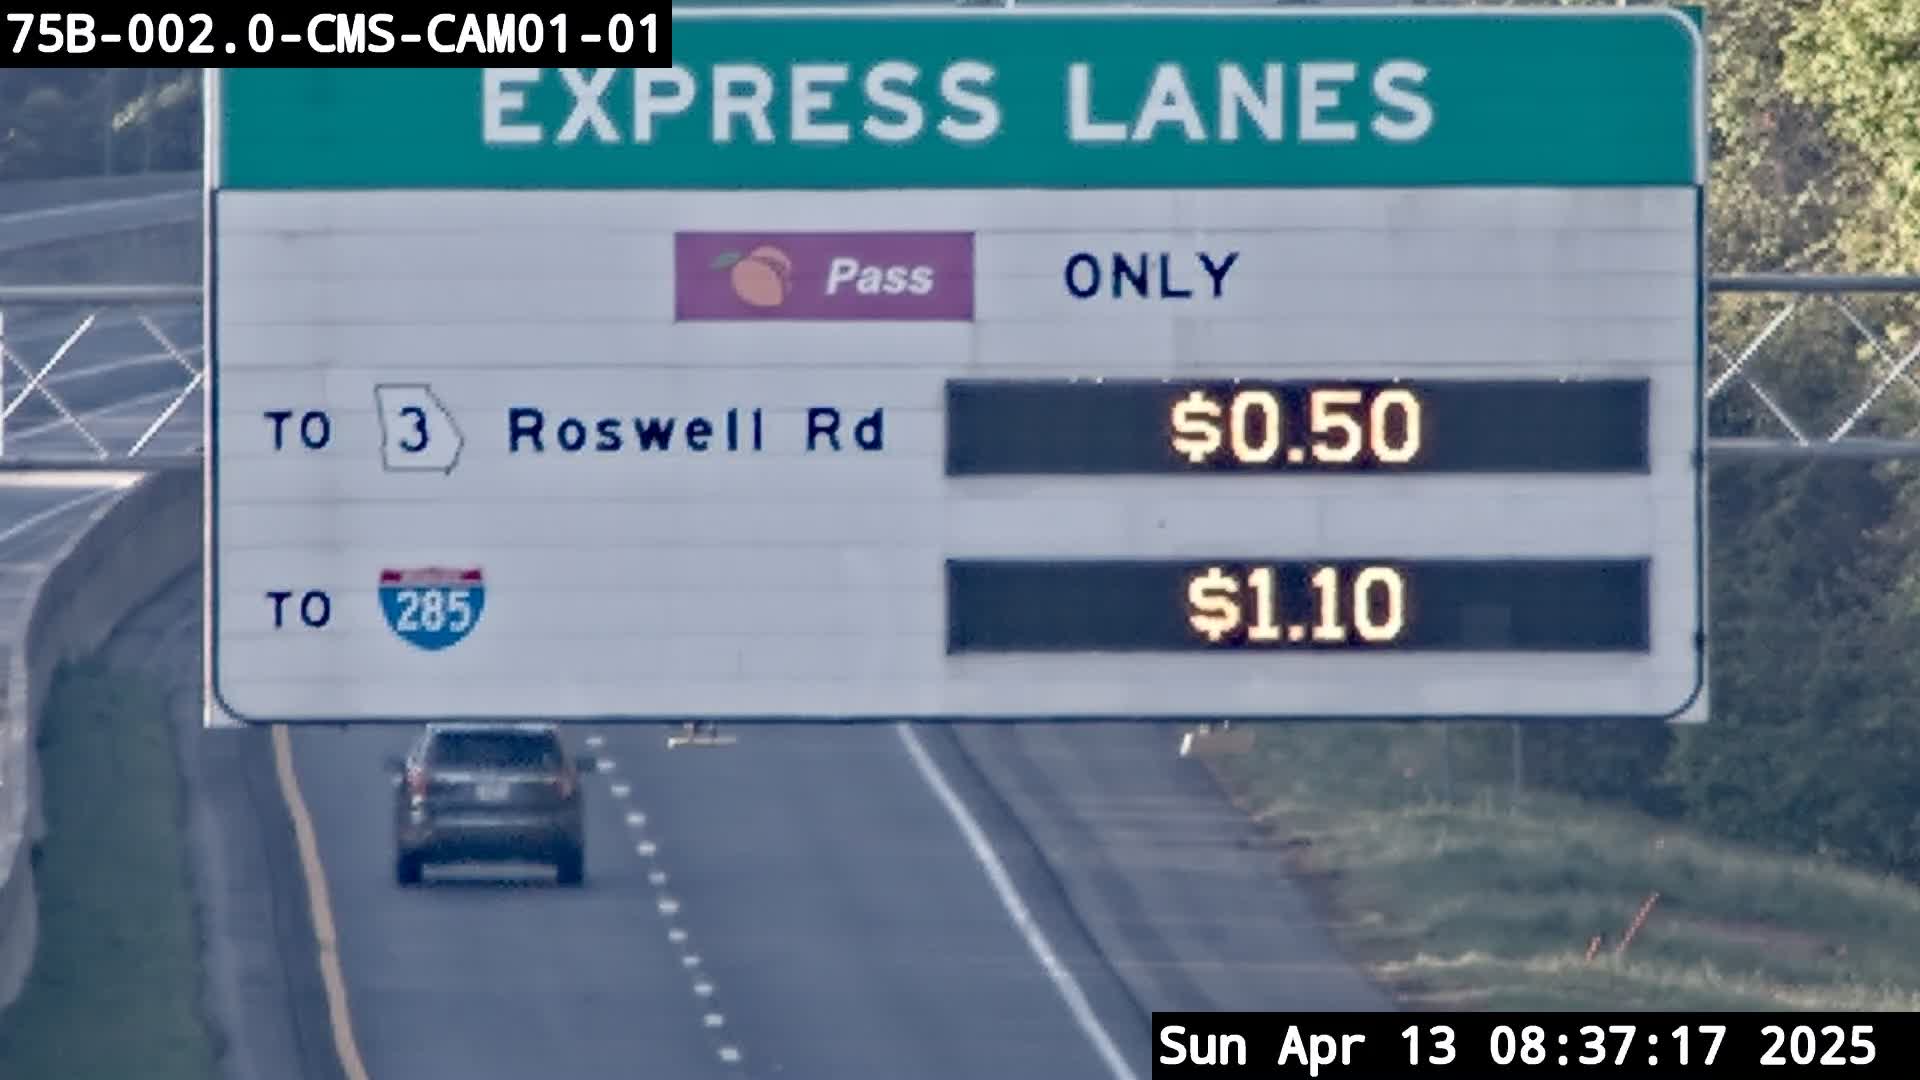 75B-002.0-CMS-CAM01-01
EXPRESS LANES
Pass ONLY
TO 3 Roswell Rd $0.50
TO 285 $1.10
Sun Apr 13 08:37:17 2025